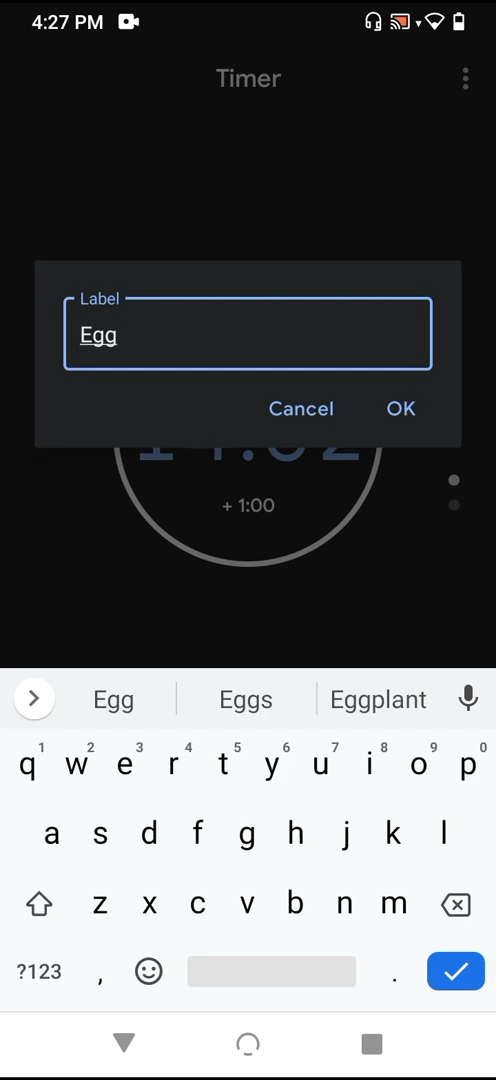 4:27 PM
Timer
Label
Egg
Cancel OK
+ 1:00
Egg Eggs Eggplant
1 2 3 4 5 6 7 8 9 0
q w e r t y u i o p
a s d f g h j k l
z x c v b n m
?123 , .